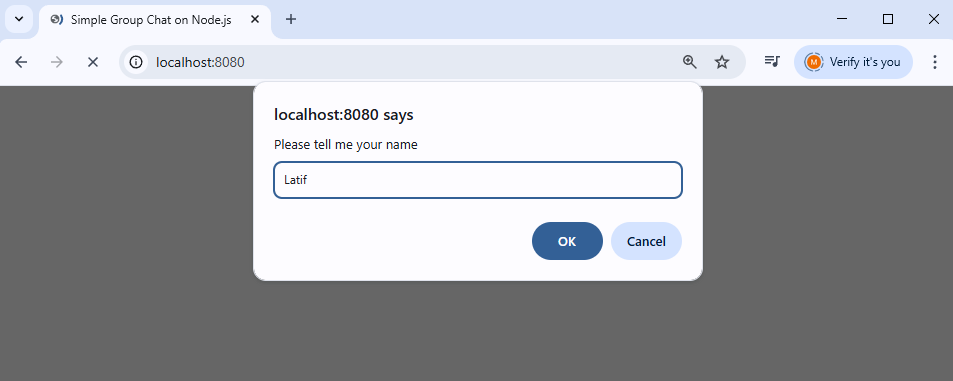 Simple Group Chat on Node.js
localhost:8080
M
Verify it's you
localhost:8080 says
Please tell me your name
Latif
OK
Cancel